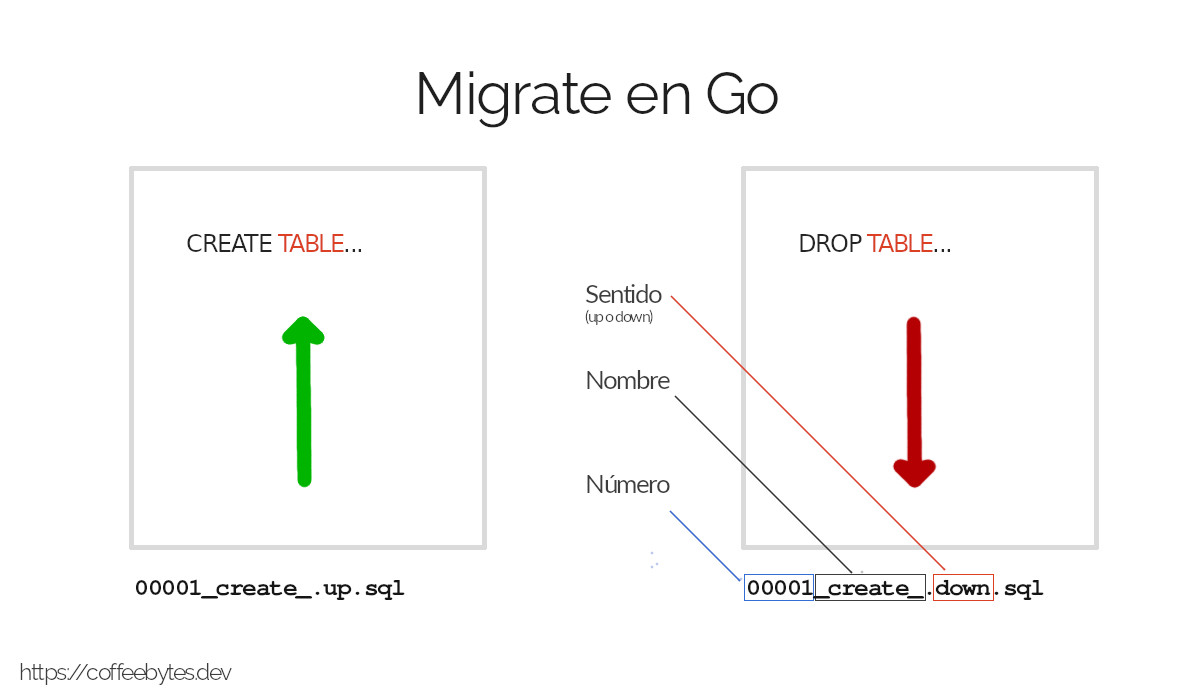 Migrate en Go
CREATE TABLE...
DROP TABLE...
Sentido
(up o down)
Nombre
Número
00001_create_.up.sql
00001_create_.down.sql
https://coffeebytes.dev